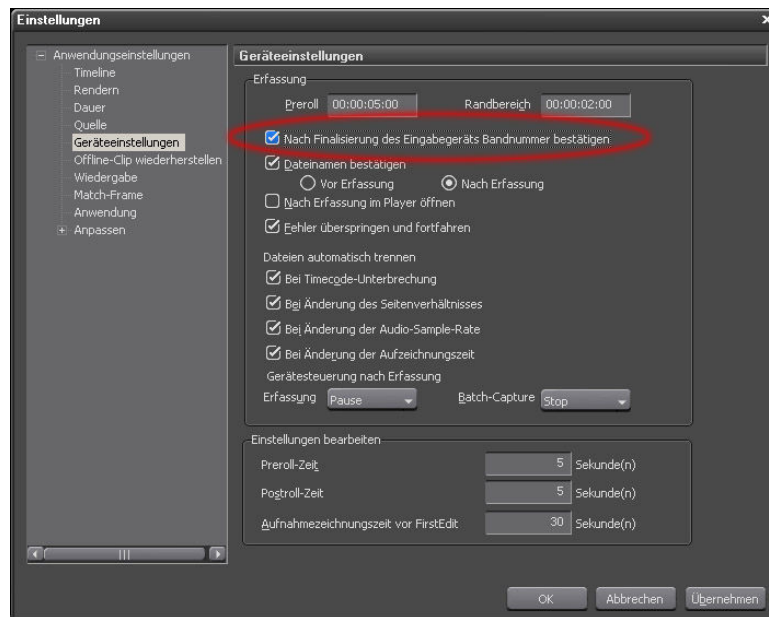 Einstellungen
Anwendungseinstellungen
Timeline
Rendern
Dauer
Quelle
Geräteeinstellungen
Offline-Clip wiederherstellen
Wiedergabe
Match-Frame
Anwendung
Anpassen
Geräteeinstellungen
Erfassung
Preroll 00:00:05:00 Randbereich 00:00:02:00
Nach Finalisierung des Eingabegeräts Bandnummer bestätigen
Dateinamen bestätigen
Vor Erfassung Nach Erfassung
Nach Erfassung im Player öffnen
Fehler überspringen und fortfahren
Dateien automatisch trennen
Bei Timecode-Unterbrechung
Bei Änderung des Seitenverhältnisses
Bei Änderung der Audio-Sample-Rate
Bei Änderung der Aufzeichnungszeit
Gerätesteuerung nach Erfassung
Erfassung Pause Batch-Capture Stop
Einstellungen bearbeiten
Preroll-Zeit 5 Sekunde(n)
Postroll-Zeit 5 Sekunde(n)
Aufnahmezeichnungszeit vor FirstEdit 30 Sekunde(n)
OK Abbrechen Übernehmen